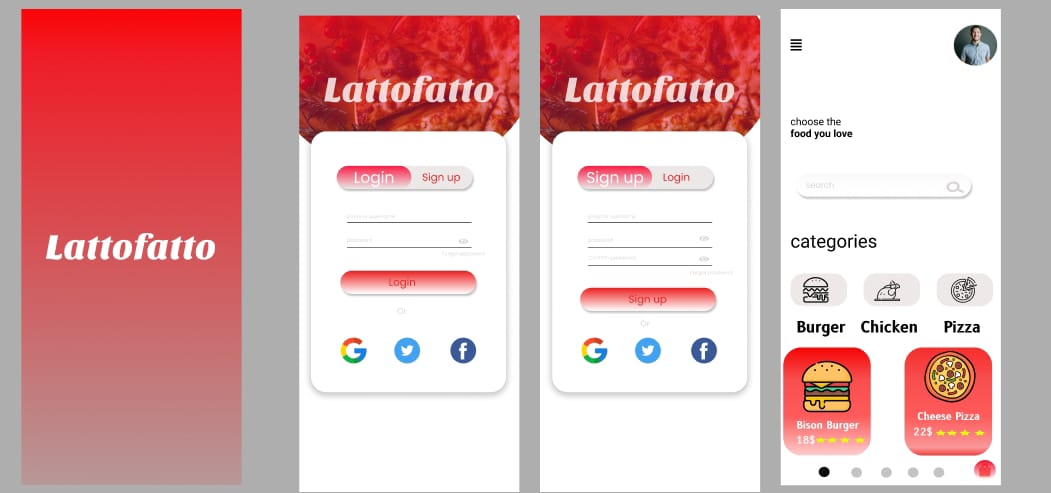 Lattofatto
Lattofatto
Login Sign up
password
forgot password
Login
Or
Lattofatto
Sign up Login
password
confirm password
forgot password
Sign up
Or
choose the
food you love
search
categories
Burger Chicken Pizza
Bison Burger
18$
Cheese Pizza
22$